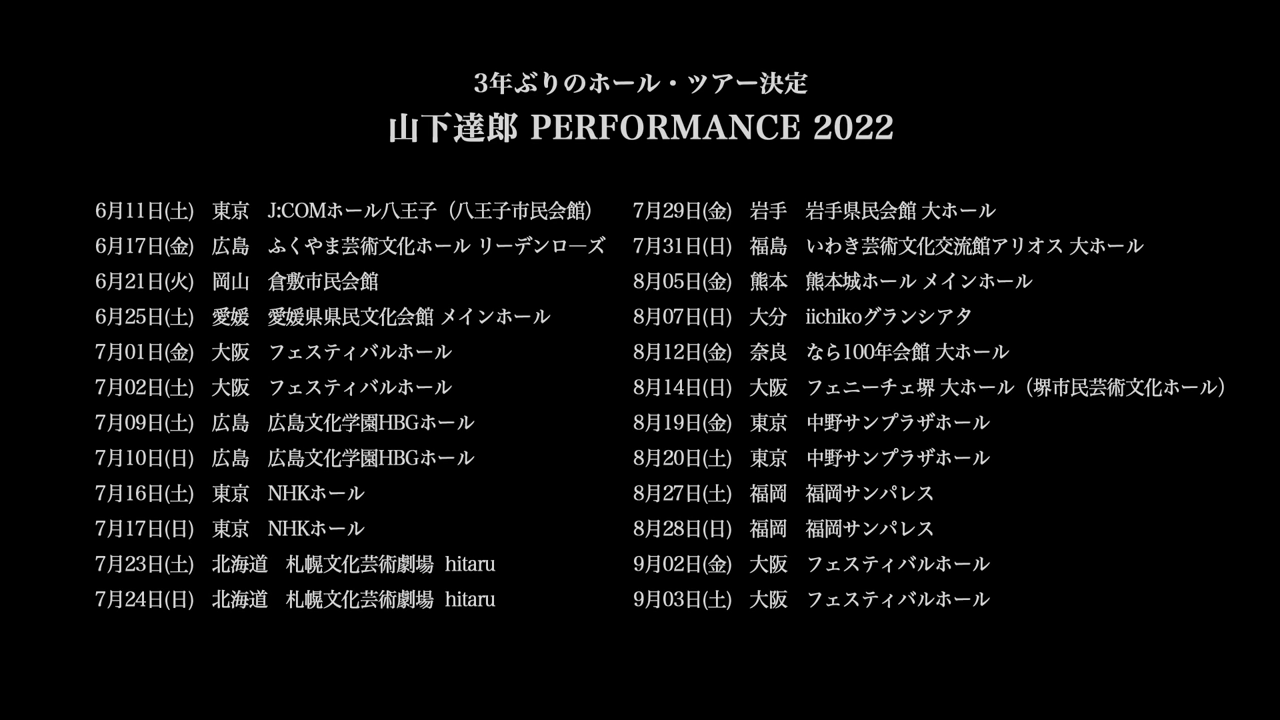 3年ぶりのホール・ツアー決定
山下達郎 PERFORMANCE 2022
6月11日(土) 東京 J:COMホール八王子（八王子市民会館）
6月17日(金) 広島 ふくやま芸術文化ホール リーデンローズ
6月21日(火) 岡山 倉敷市民会館
6月25日(土) 愛媛 愛媛県県民文化会館 メインホール
7月01日(金) 大阪 フェスティバルホール
7月02日(土) 大阪 フェスティバルホール
7月09日(土) 広島 広島文化学園HBGホール
7月10日(日) 広島 広島文化学園HBGホール
7月16日(土) 東京 NHKホール
7月17日(日) 東京 NHKホール
7月23日(土) 北海道 札幌文化芸術劇場 hitaru
7月24日(日) 北海道 札幌文化芸術劇場 hitaru
7月29日(金) 岩手 岩手県民会館 大ホール
7月31日(日) 福島 いわき芸術文化交流館アリオス 大ホール
8月05日(金) 熊本 熊本城ホール メインホール
8月07日(日) 大分 iichikoグランシアタ
8月12日(金) 奈良 なら100年会館 大ホール
8月14日(日) 大阪 フェニーチェ堺 大ホール（堺市民芸術文化ホール）
8月19日(金) 東京 中野サンプラザホール
8月20日(土) 東京 中野サンプラザホール
8月27日(土) 福岡 福岡サンパレス
8月28日(日) 福岡 福岡サンパレス
9月02日(金) 大阪 フェスティバルホール
9月03日(土) 大阪 フェスティバルホール